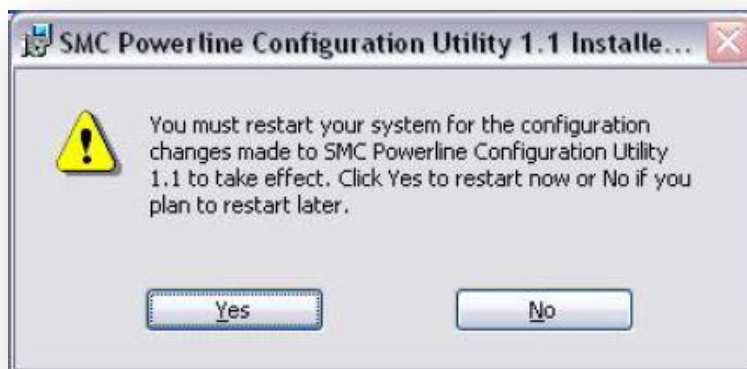 SMC Powerline Configuration Utility 1.1 Installe...
You must restart your system for the configuration
changes made to SMC Powerline Configuration Utility
1.1 to take effect. Click Yes to restart now or No if you
plan to restart later.
Yes
No